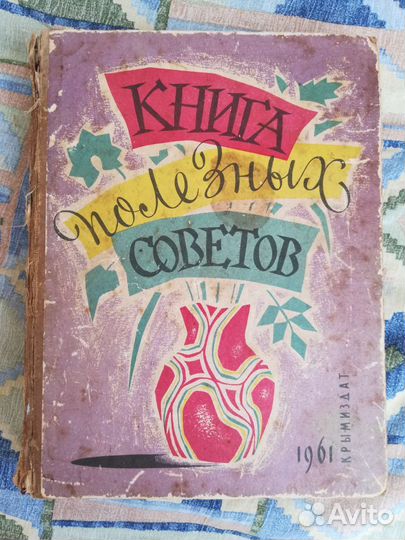 КНИГА
полезных
СОВЕТОВ
1961
КРЫМИЗДАТ
Avito